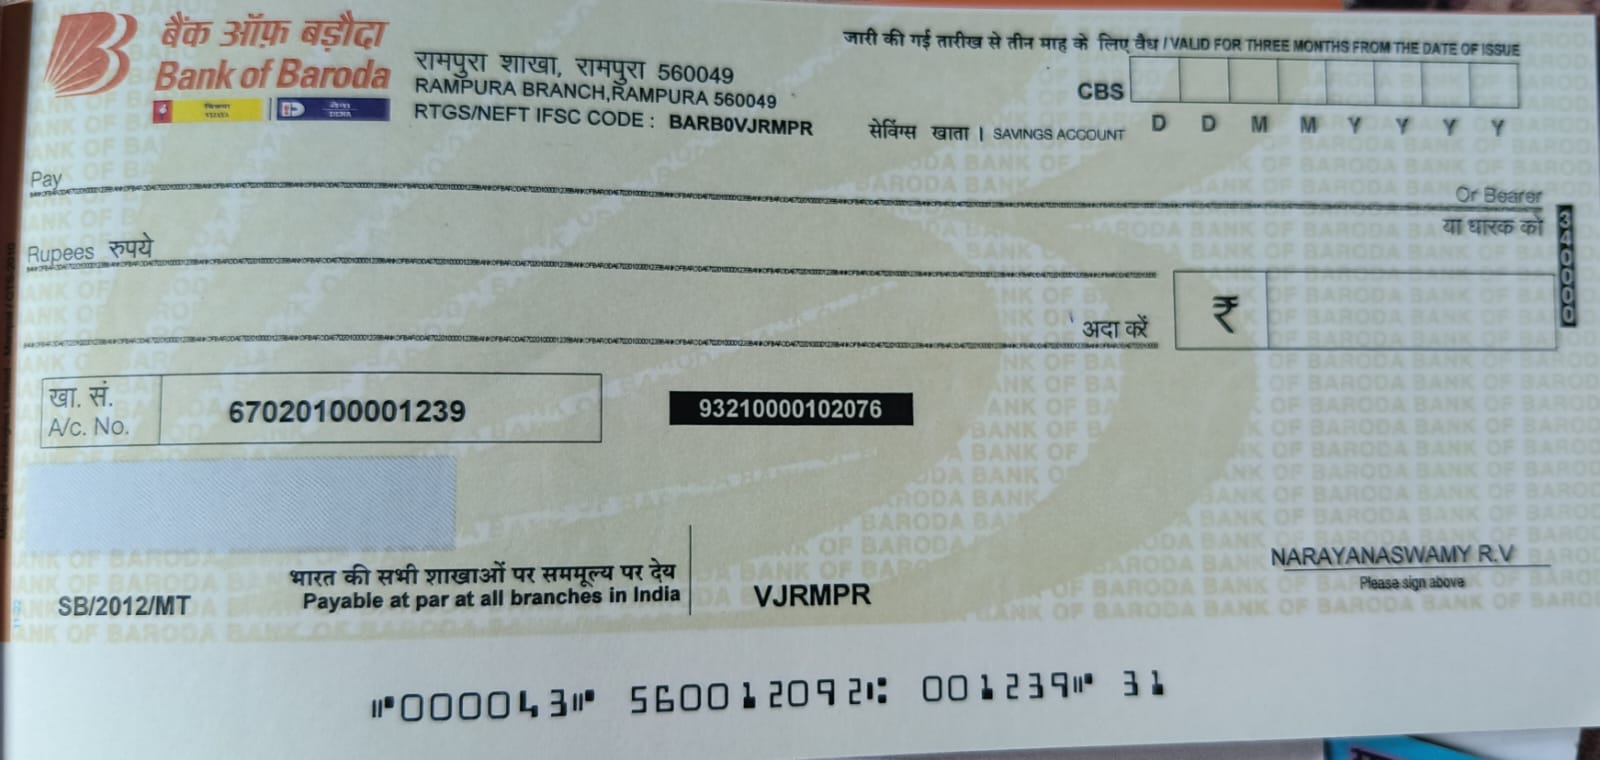 बैंक ऑफ़ बड़ौदा
Bank of Baroda
विजया
VIJAYA
देना
DENA
रामपुरा शाखा, रामपुरा 560049
RAMPURA BRANCH,RAMPURA 560049
RTGS/NEFT IFSC CODE : BARB0VJRMPR
जारी की गई तारीख से तीन माह के लिए वैध / VALID FOR THREE MONTHS FROM THE DATE OF ISSUE
CBS
D D M M Y Y Y Y
सेविंग्स खाता | SAVINGS ACCOUNT
Pay
Or Bearer
या धारक को
Rupees रुपये
अदा करें
₹
340000
खा. सं.
A/c. No.
67020100001239
93210000102076
भारत की सभी शाखाओं पर सममूल्य पर देय
Payable at par at all branches in India
SB/2012/MT
VJRMPR
NARAYANASWAMY R.V
Please sign above
⑈000043⑈ 560012092⑆ 001239⑈ 31